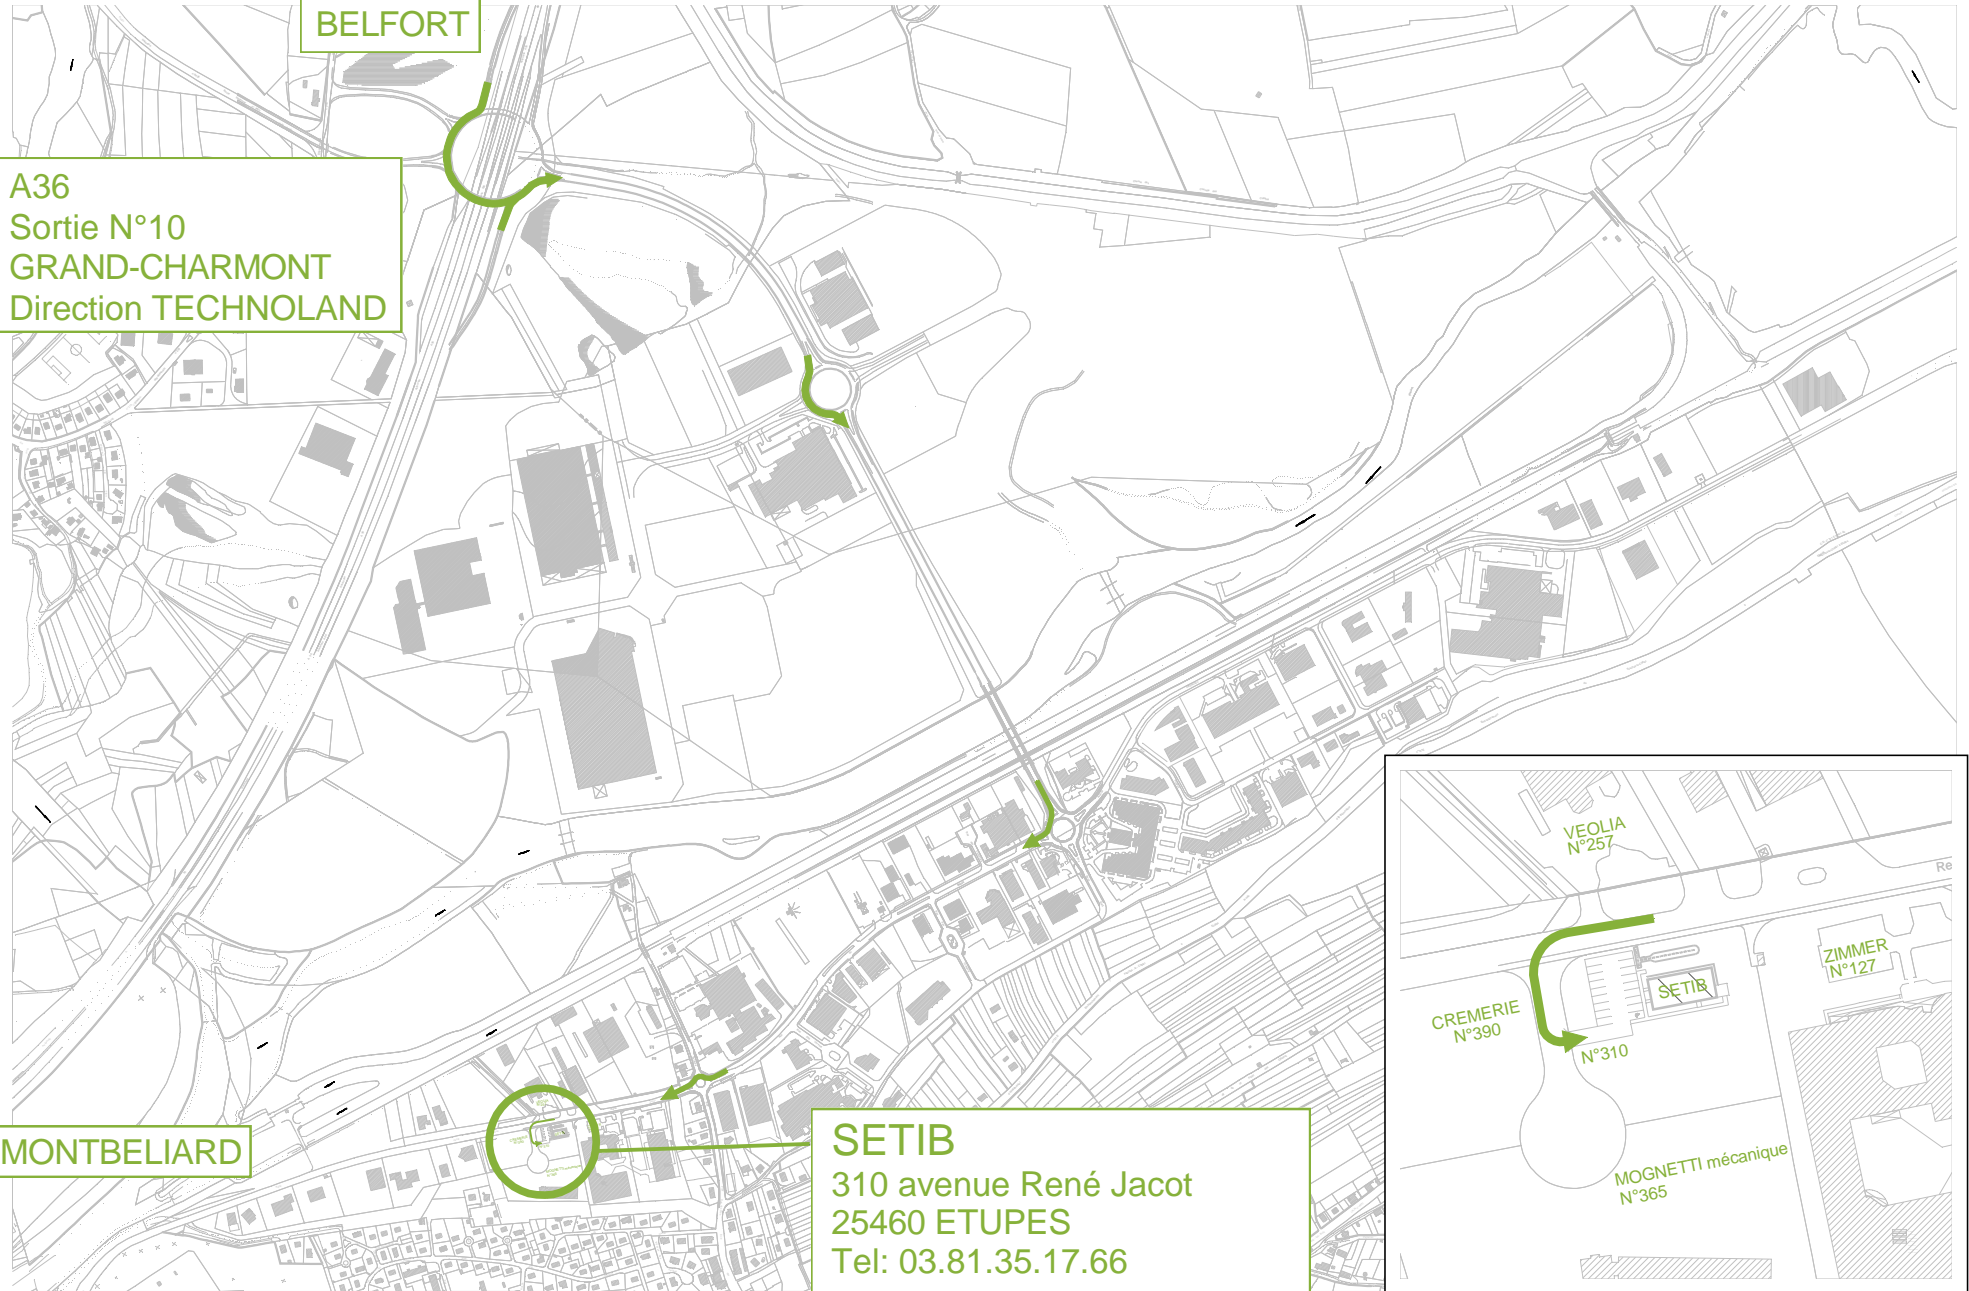 BELFORT
A36
Sortie N°10
GRAND-CHARMONT
Direction TECHNOLAND
MONTBELIARD
SETIB
310 avenue René Jacot
25460 ETUPES
Tel: 03.81.35.17.66
VEOLIA
N°257
Re
ZIMMER
N°127
SETIB
CREMERIE
N°390
N°310
MOGNETTI mécanique
N°365